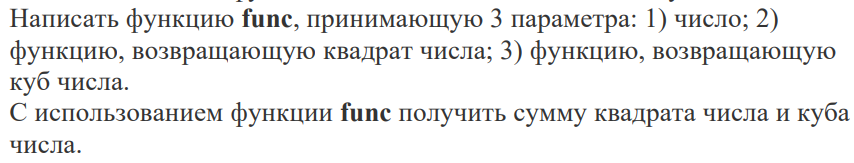 Написать функцию func, принимающую 3 параметра: 1) число; 2)
функцию, возвращающую квадрат числа; 3) функцию, возвращающую
куб числа.
С использованием функции func получить сумму квадрата числа и куба
числа.